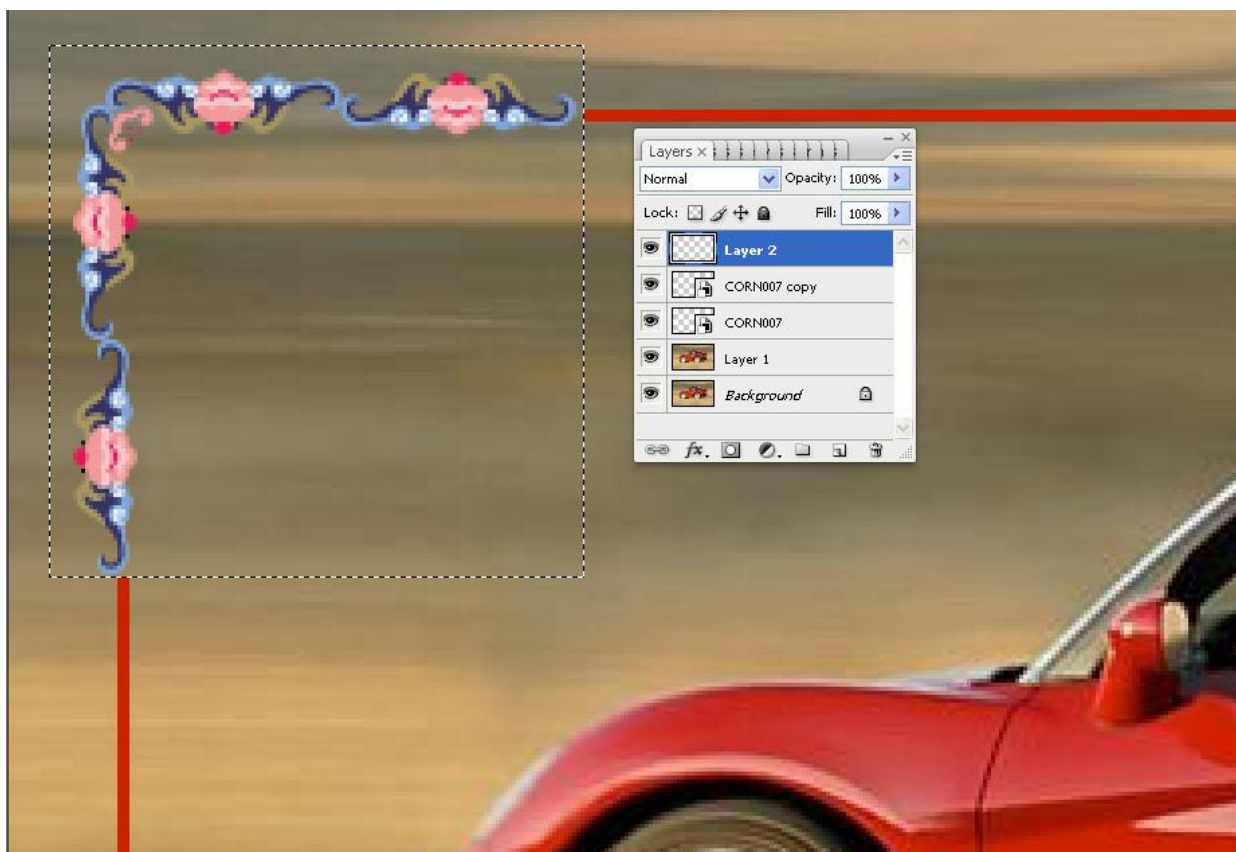 Layers ×
Normal Opacity: 100%
Lock: Fill: 100%
Layer 2
CORN007 copy
CORN007
Layer 1
Background
fx.